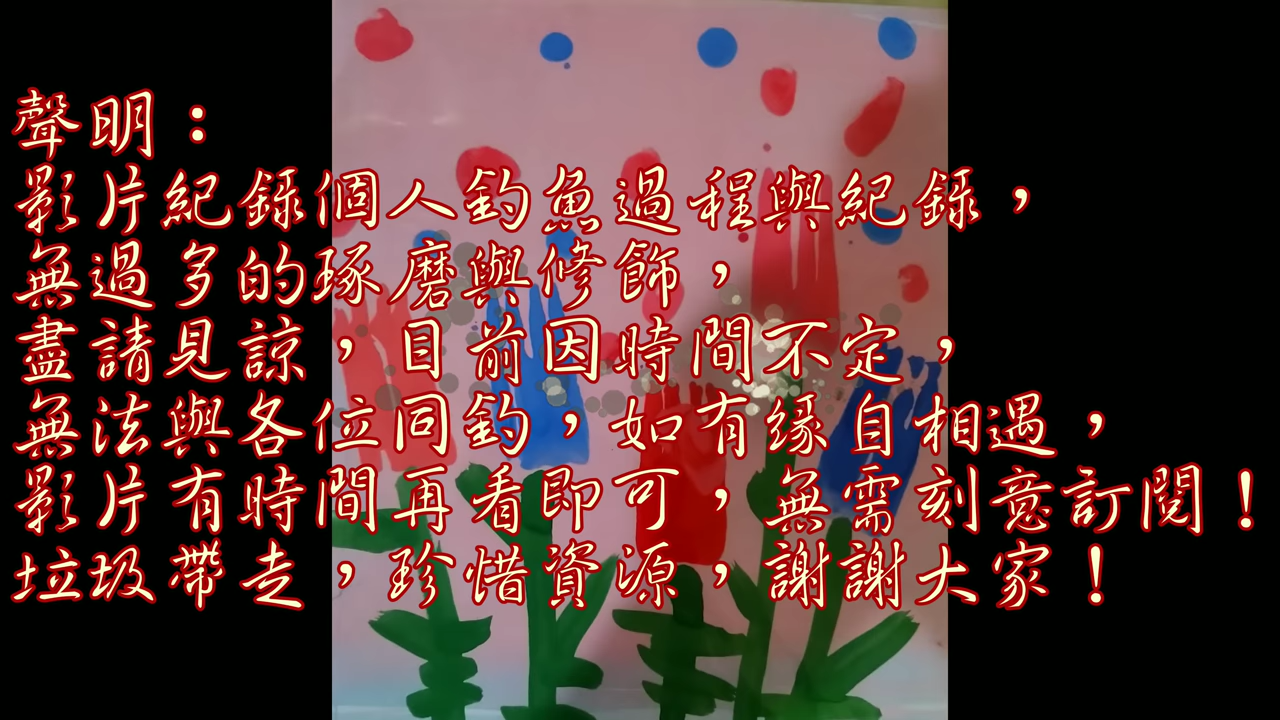 聲明：
影片紀錄個人釣魚過程與紀錄，
無過多的琢磨與修飾，
盡請見諒，目前因時間不定，
無法與各位同釣，如有緣自相遇，
影片有時間再看即可，無需刻意訂閱！
垃圾帶走，珍惜資源，謝謝大家！